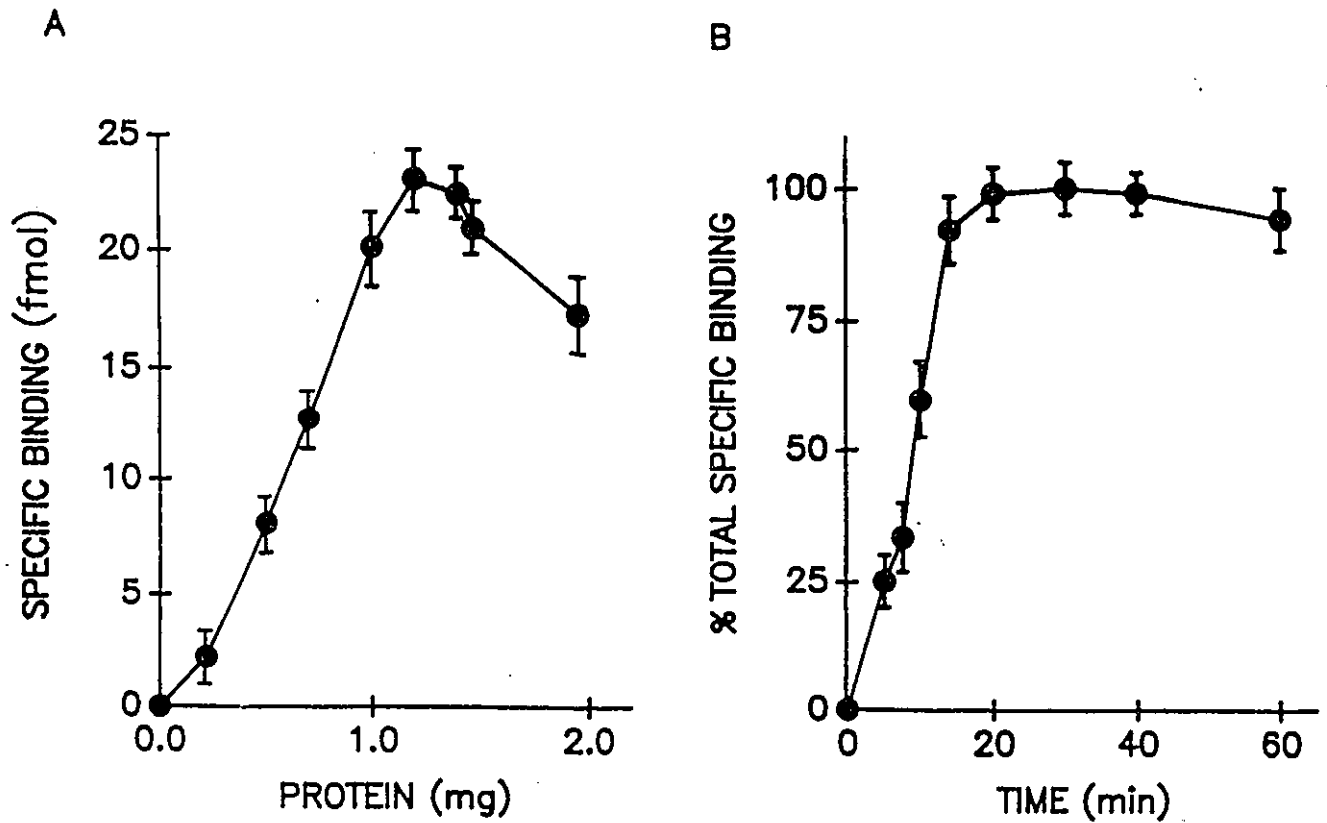 A
SPECIFIC BINDING (fmol)
25
20
15
10
5
0
0.0 1.0 2.0
PROTEIN (mg)
B
% TOTAL SPECIFIC BINDING
100
75
50
25
0
0 20 40 60
TIME (min)